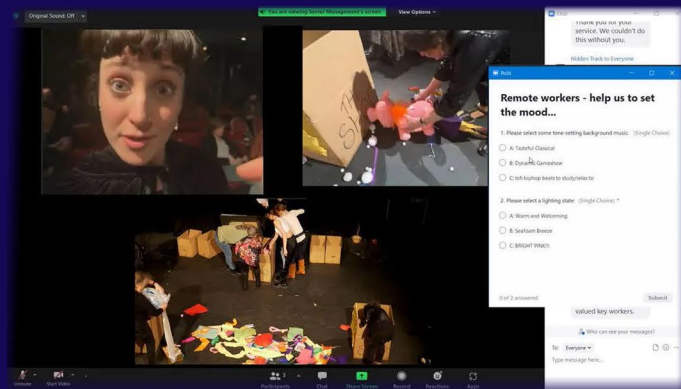 Original Sound: Off
You are viewing Senior Management's screen
View Options
Chat
Thank you for your
service. We couldn't do
this without you.
Hidden Track to Everyone
Polls
Remote workers - help us to set
the mood...
1. Please select some tone-setting background music. (Single Choice)
A: Tasteful Classical
B: Dynamic Gameshow
C: lofi hiphop beats to study/relax to
2. Please select a lighting state: (Single Choice) *
A: Warm and Welcoming
B: Seafoam Breeze
C: BRIGHT PINK!!!
0 of 2 answered
Submit
valued key workers.
Who can see your messages?
To: Everyone
Type message here...
Unmute
Start Video
Participants
3
Chat
Share Screen
Record
Reactions
Apps